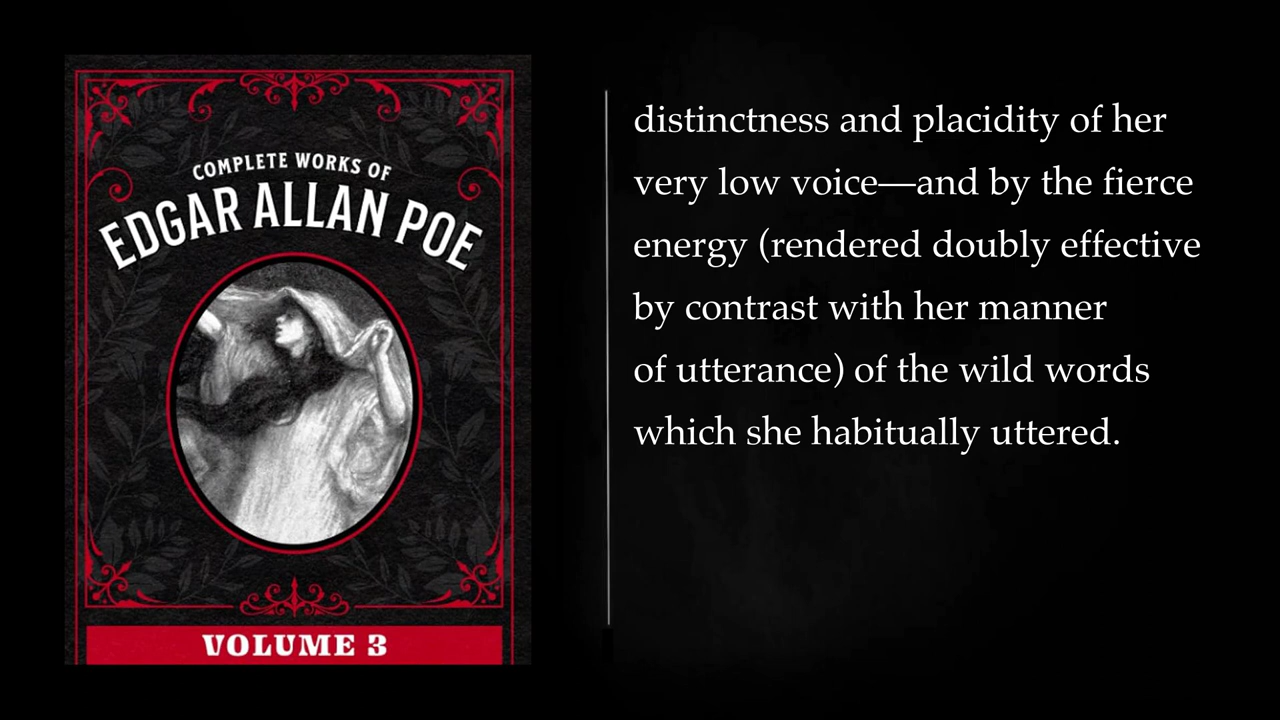 COMPLETE WORKS OF
EDGAR ALLAN POE
VOLUME 3
distinctness and placidity of her
very low voice—and by the fierce
energy (rendered doubly effective
by contrast with her manner
of utterance) of the wild words
which she habitually uttered.